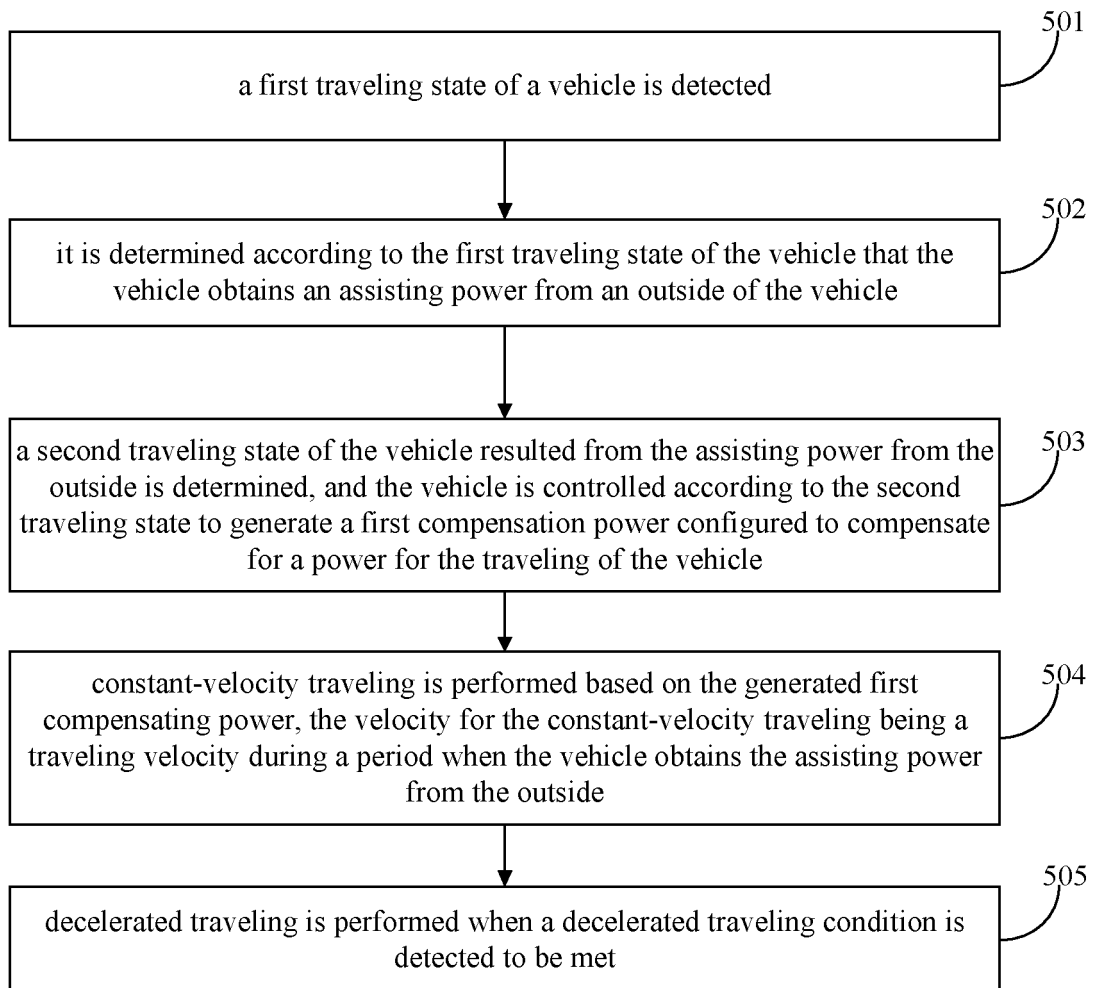 501
a first traveling state of a vehicle is detected
502
it is determined according to the first traveling state of the vehicle that the
vehicle obtains an assisting power from an outside of the vehicle
503
a second traveling state of the vehicle resulted from the assisting power from the
outside is determined, and the vehicle is controlled according to the second
traveling state to generate a first compensation power configured to compensate
for a power for the traveling of the vehicle
504
constant-velocity traveling is performed based on the generated first
compensating power, the velocity for the constant-velocity traveling being a
traveling velocity during a period when the vehicle obtains the assisting power
from the outside
505
decelerated traveling is performed when a decelerated traveling condition is
detected to be met